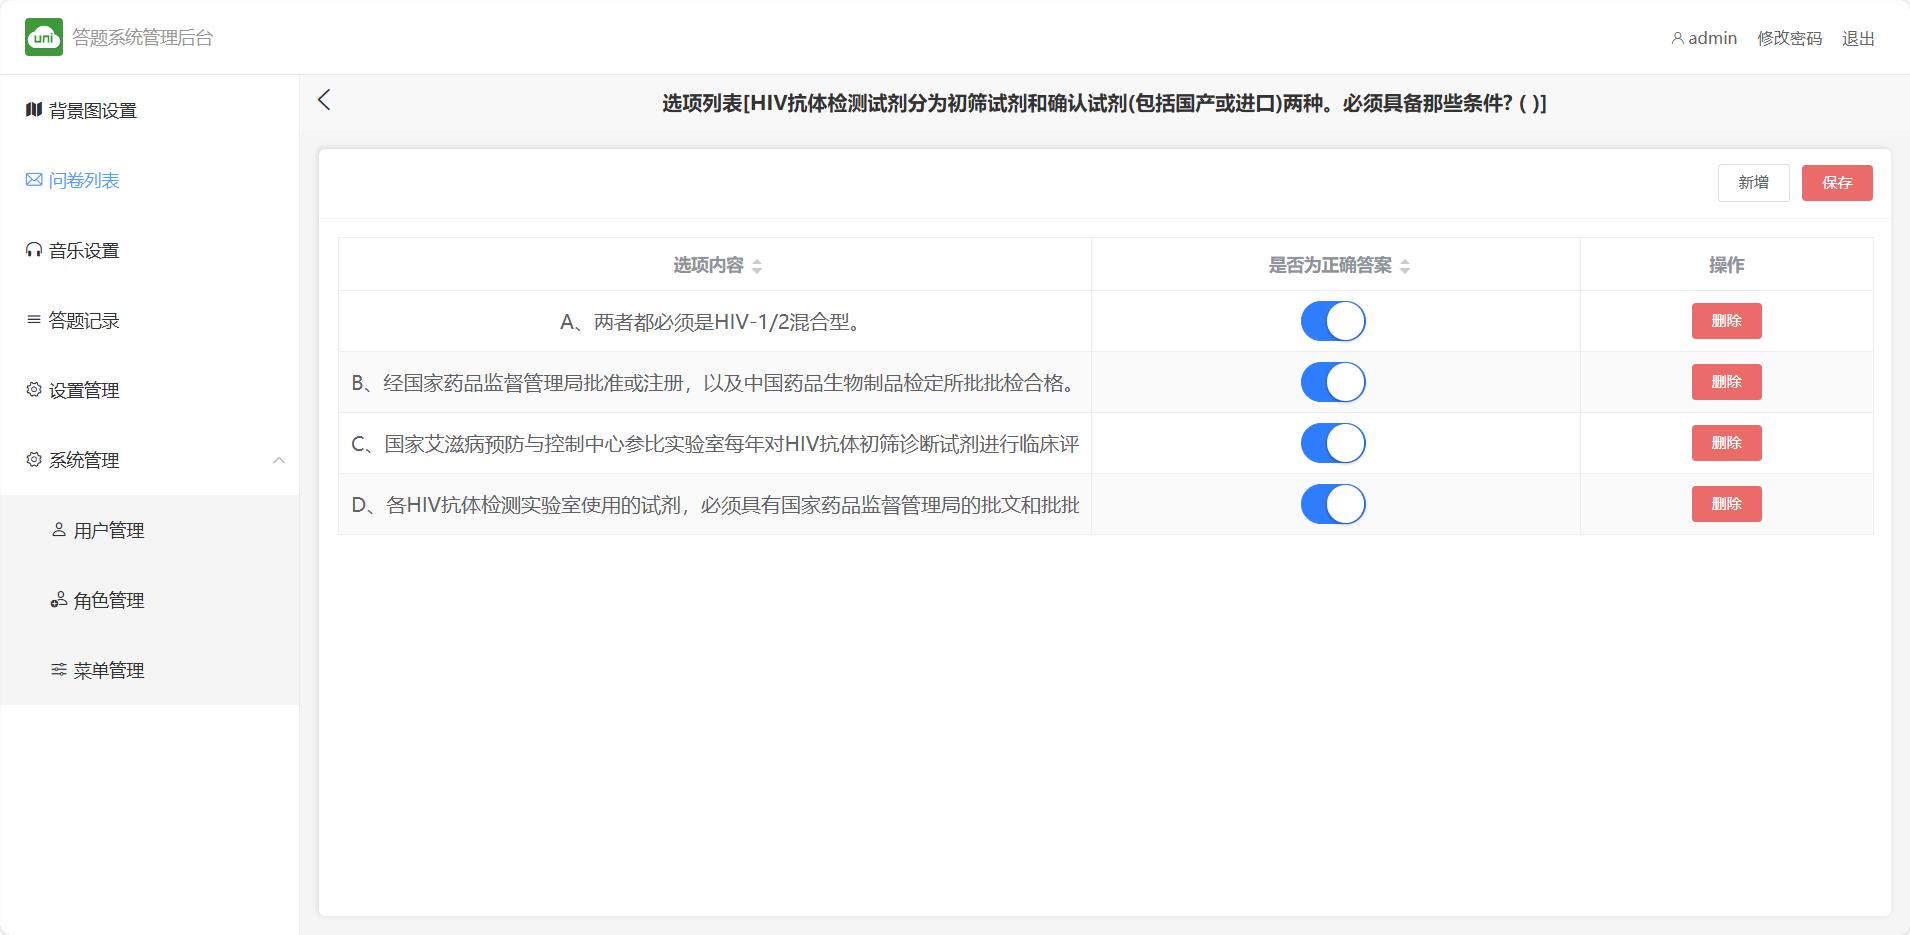 uni 答题系统管理后台
admin 修改密码 退出
背景图设置
问卷列表
音乐设置
答题记录
设置管理
系统管理
用户管理
角色管理
菜单管理
选项列表[HIV抗体检测试剂分为初筛试剂和确认试剂(包括国产或进口)两种。必须具备那些条件? ( )]
新增 保存
选项内容 是否为正确答案 操作
A、两者都必须是HIV-1/2混合型。 删除
B、经国家药品监督管理局批准或注册，以及中国药品生物制品检定所批批检合格。 删除
C、国家艾滋病预防与控制中心参比实验室每年对HIV抗体初筛诊断试剂进行临床评 删除
D、各HIV抗体检测实验室使用的试剂，必须具有国家药品监督管理局的批文和批批 删除